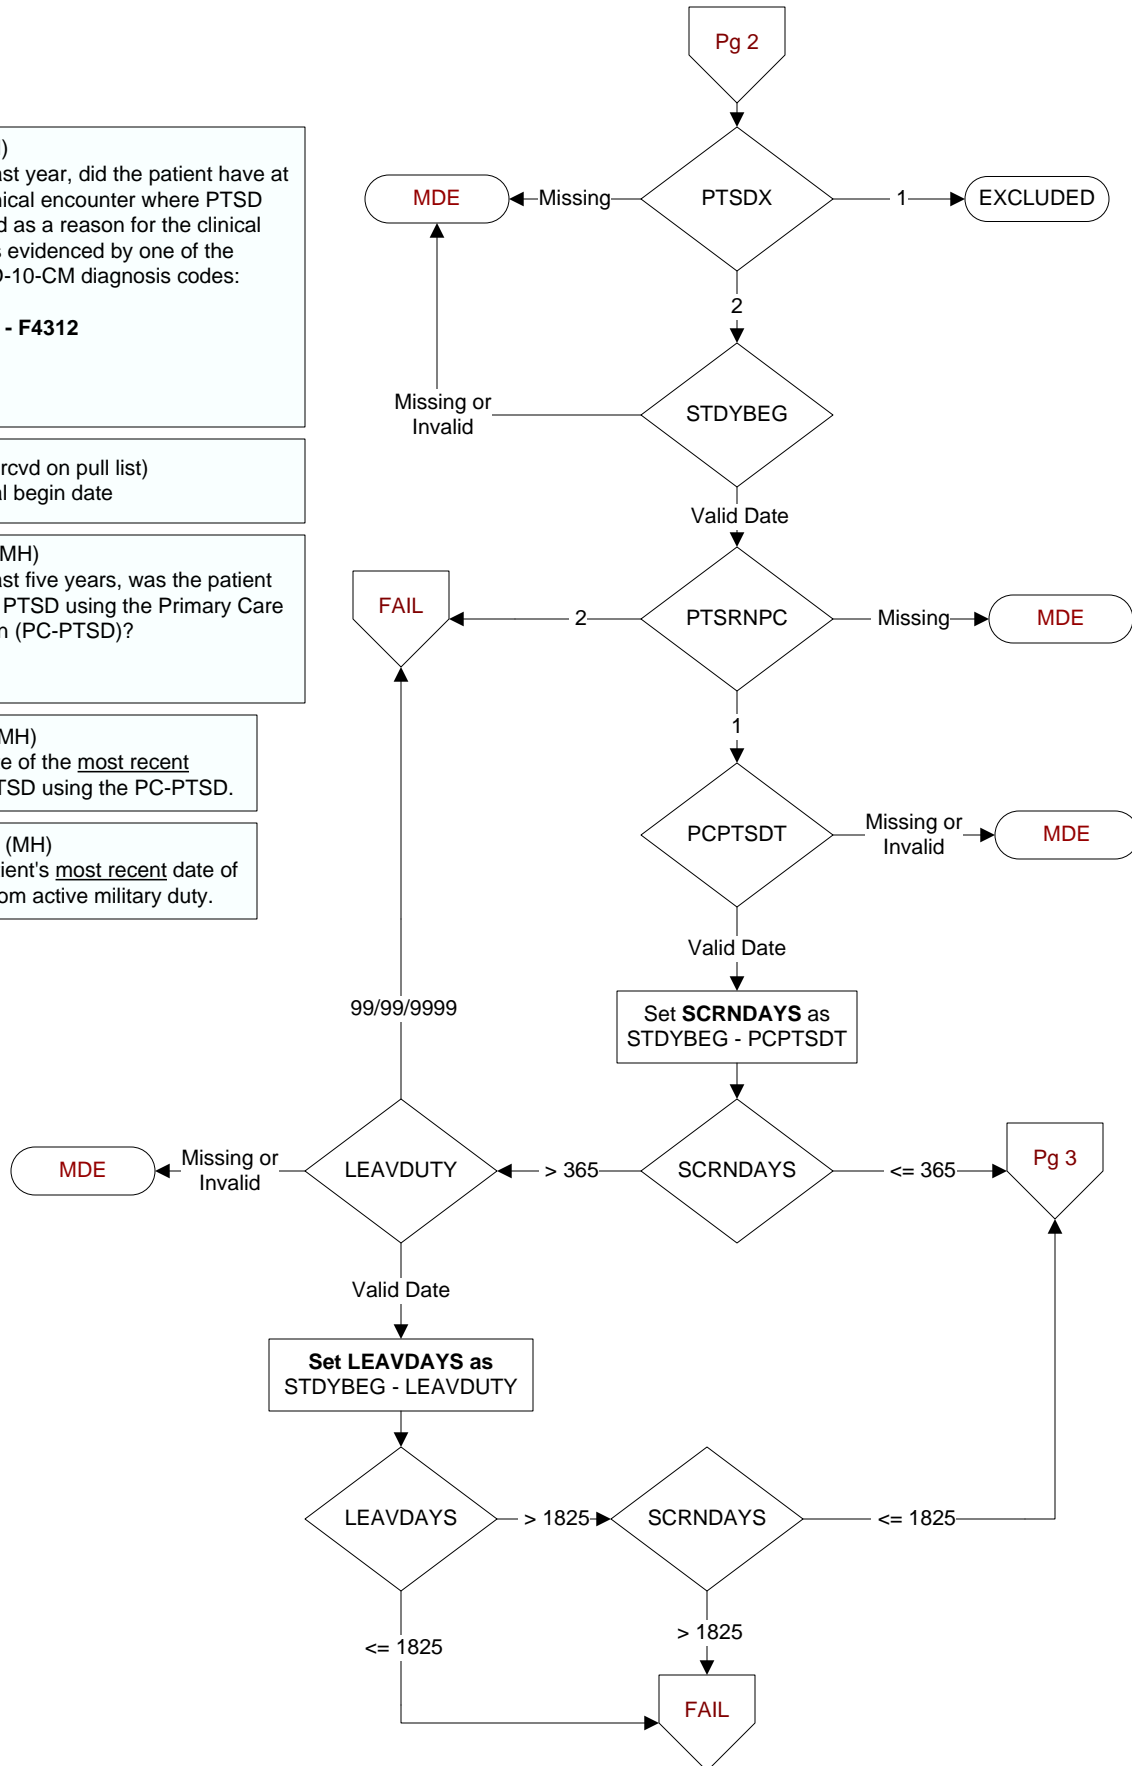 Pg 2
)
ast year, did the patient have at
nical encounter where PTSD
d as a reason for the clinical
s evidenced by one of the
D-10-CM diagnosis codes:
- F4312
rcvd on pull list)
al begin date
MH)
ast five years, was the patient
PTSD using the Primary Care
n (PC-PTSD)?
MH)
e of the most recent
TSD using the PC-PTSD.
(MH)
ient's most recent date of
om active military duty.
MDE
Missing
PTSDX
1
EXCLUDED
2
Missing or
Invalid
STDYBEG
Valid Date
FAIL
2
PTSRNPC
Missing
MDE
1
PCPTSDT
Missing or
Invalid
MDE
Valid Date
99/99/9999
Set SCRNDAYS as
STDYBEG - PCPTSDT
MDE
Missing or
Invalid
LEAVDUTY
> 365
SCRNDAYS
<= 365
Pg 3
Valid Date
Set LEAVDAYS as
STDYBEG - LEAVDUTY
LEAVDAYS
> 1825
SCRNDAYS
<= 1825
<= 1825
> 1825
FAIL